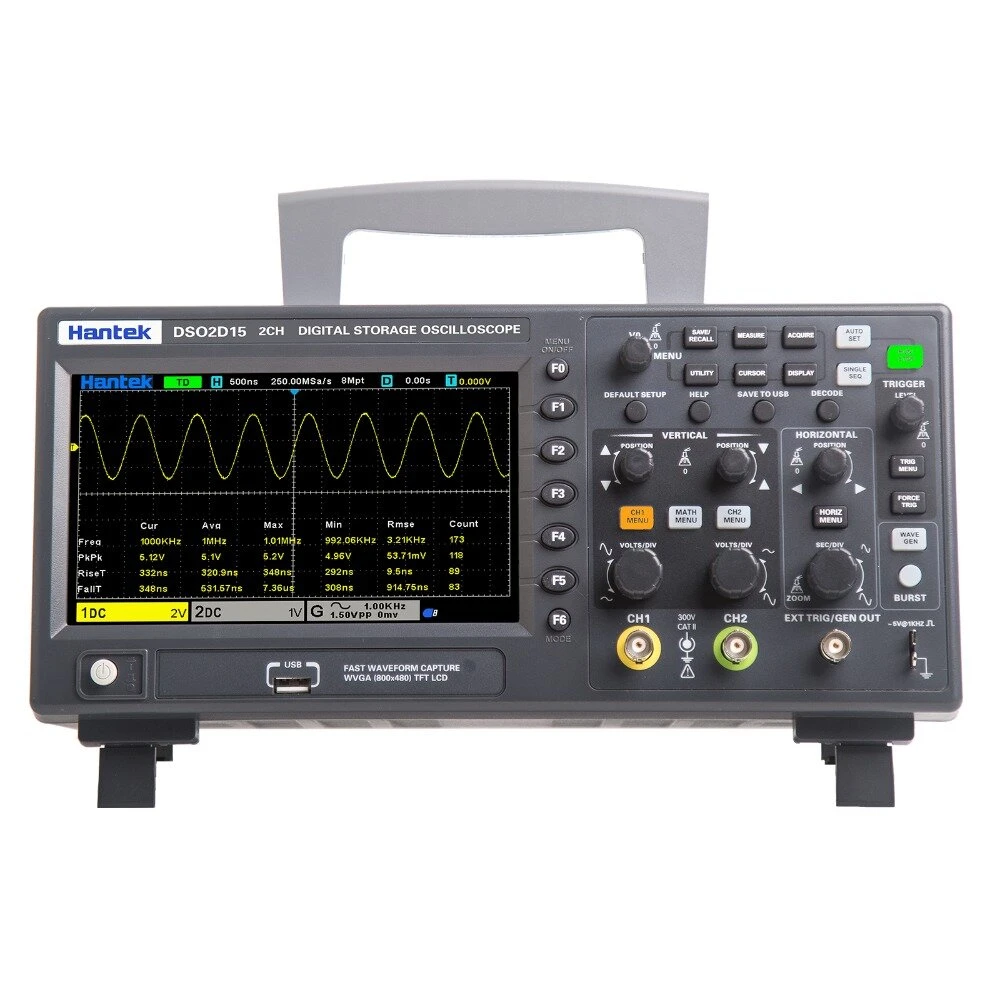 Hantek DSO2D15 2CH DIGITAL STORAGE OSCILLOSCOPE
Hantek TD H 500ns 250.00MSa/s 8Mpt D 0.00s T 0.000V
T
Cur Avg Max Min Rmse Count
Freq 1000KHz 1MHz 1.01MHz 992.06KHz 3.21KHz 173
PkPk 5.12V 5.1V 5.2V 4.96V 53.71mV 118
RiseT 332ns 320.9ns 348ns 292ns 9.5ns 89
FallT 348ns 531.67ns 7.36us 308ns 914.75ns 83
1DC 2V 2DC 1V G 1.00KHz
1.50VPP 0mv
8
MENU
ON/OFF
F0
F1
F2
F3
F4
F5
F6
MODE
USB
FAST WAVEFORM CAPTURE
WVGA (800x480) TFT LCD
V0
0
MENU
SAVE/
RECALL
MEASURE
ACQUIRE
AUTO
SET
UTILITY
CURSOR
DISPLAY
SINGLE
SEQ
DEFAULT SETUP HELP SAVE TO USB DECODE
TRIGGER
LEVEL
0
TRIG
MENU
FORCE
TRIG
VERTICAL
POSITION POSITION
0
CH1
MENU
MATH
MENU
CH2
MENU
VOLTS/DIV VOLTS/DIV
HORIZONTAL
POSITION
0
HORIZ
MENU
SEC/DIV
ZOOM
WAVE
GEN
BURST
CH1
300V
CAT II
CH2
EXT TRIG/GEN OUT
~5V@1KHZ